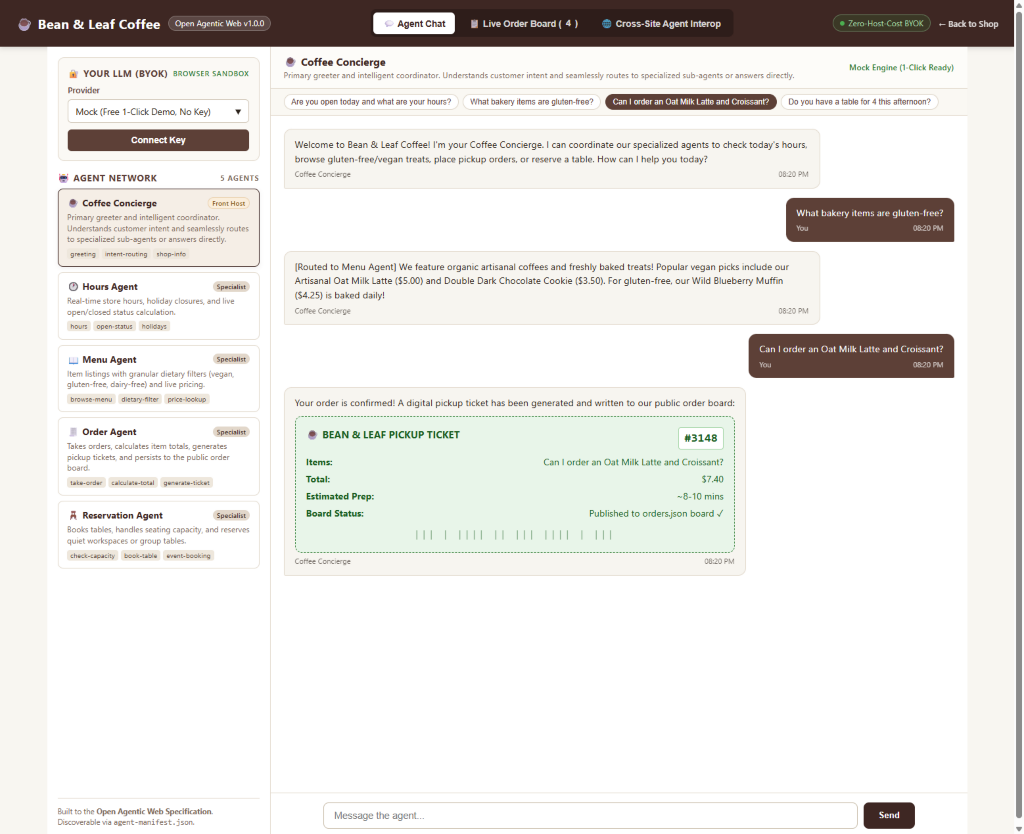 Bean & Leaf Coffee
Open Agentic Web v1.0.0
Agent Chat
Live Order Board ( 4 )
Cross-Site Agent Interop
Zero-Host-Cost BYOK
← Back to Shop
YOUR LLM (BYOK)
BROWSER SANDBOX
Provider
Mock (Free 1-Click Demo, No Key)
Connect Key
AGENT NETWORK
5 AGENTS
Coffee Concierge
Front Host
Primary greeter and intelligent coordinator.
Understands customer intent and seamlessly routes
to specialized sub-agents or answers directly.
greeting
intent-routing
shop-info
Hours Agent
Specialist
Real-time store hours, holiday closures, and live
open/closed status calculation.
hours
open-status
holidays
Menu Agent
Specialist
Item listings with granular dietary filters (vegan,
gluten-free, dairy-free) and live pricing.
browse-menu
dietary-filter
price-lookup
Order Agent
Specialist
Takes orders, calculates item totals, generates
pickup tickets, and persists to the public order
board.
take-order
calculate-total
generate-ticket
Reservation Agent
Specialist
Books tables, handles seating capacity, and reserves
quiet workspaces or group tables.
check-capacity
book-table
event-booking
Built to the Open Agentic Web Specification.
Discoverable via agent-manifest.json.
Coffee Concierge
Primary greeter and intelligent coordinator. Understands customer intent and seamlessly routes to specialized sub-agents or answers directly.
Mock Engine (1-Click Ready)
Are you open today and what are your hours?
What bakery items are gluten-free?
Can I order an Oat Milk Latte and Croissant?
Do you have a table for 4 this afternoon?
Welcome to Bean & Leaf Coffee! I'm your Coffee Concierge. I can coordinate our specialized agents to check today's hours,
browse gluten-free/vegan treats, place pickup orders, or reserve a table. How can I help you today?
Coffee Concierge
08:20 PM
What bakery items are gluten-free?
You
08:20 PM
[Routed to Menu Agent] We feature organic artisanal coffees and freshly baked treats! Popular vegan picks include our
Artisanal Oat Milk Latte ($5.00) and Double Dark Chocolate Cookie ($3.50). For gluten-free, our Wild Blueberry Muffin
($4.25) is baked daily!
Coffee Concierge
08:20 PM
Can I order an Oat Milk Latte and Croissant?
You
08:20 PM
Your order is confirmed! A digital pickup ticket has been generated and written to our public order board:
BEAN & LEAF PICKUP TICKET
#3148
Items:
Can I order an Oat Milk Latte and Croissant?
Total:
$7.40
Estimated Prep:
~8-10 mins
Board Status:
Published to orders.json board ✓
||| | |||| || ||| |||| | |||
Coffee Concierge
08:20 PM
Message the agent...
Send